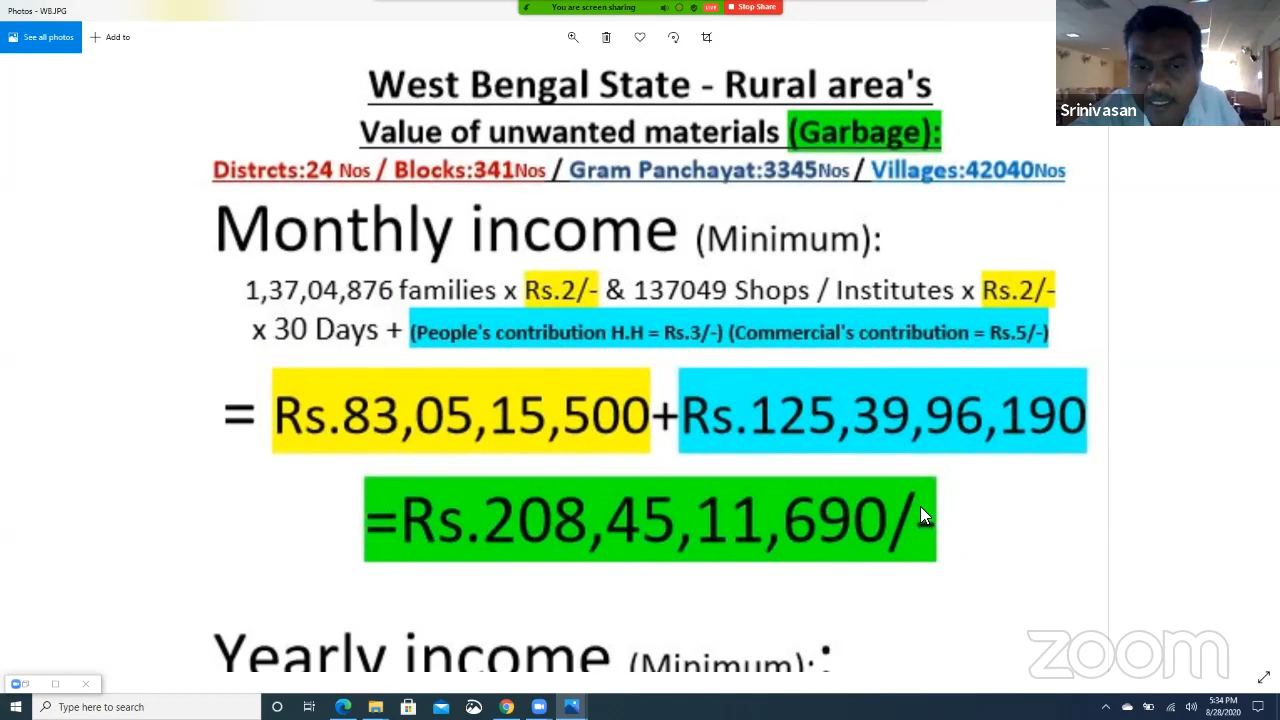 Photos - WB.JPG
You are screen sharing
LIVE
Stop Share
See all photos
Add to
Srinivasan
West Bengal State - Rural area's
Value of unwanted materials (Garbage):
Distrcts:24 Nos / Blocks:341Nos / Gram Panchayat:3345Nos / Villages:42040Nos
Monthly income (Minimum):
1,37,04,876 families x Rs.2/- & 137049 Shops / Institutes x Rs.2/-
x 30 Days + (People's contribution H.H = Rs.3/-) (Commercial's contribution = Rs.5/-)
= Rs.83,05,15,500+Rs.125,39,96,190
=Rs.208,45,11,690/-
Yearly income (Minimum)::
zoom
Type here to search
5:34 PM
8/28/2020